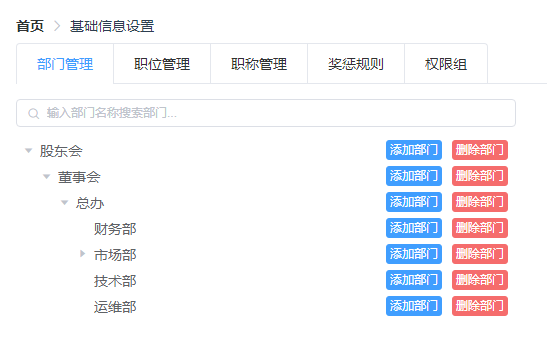 首页 > 基础信息设置
部门管理 职位管理 职称管理 奖惩规则 权限组
输入部门名称搜索部门...
股东会 添加部门 删除部门
董事会 添加部门 删除部门
总办 添加部门 删除部门
财务部 添加部门 删除部门
市场部 添加部门 删除部门
技术部 添加部门 删除部门
运维部 添加部门 删除部门